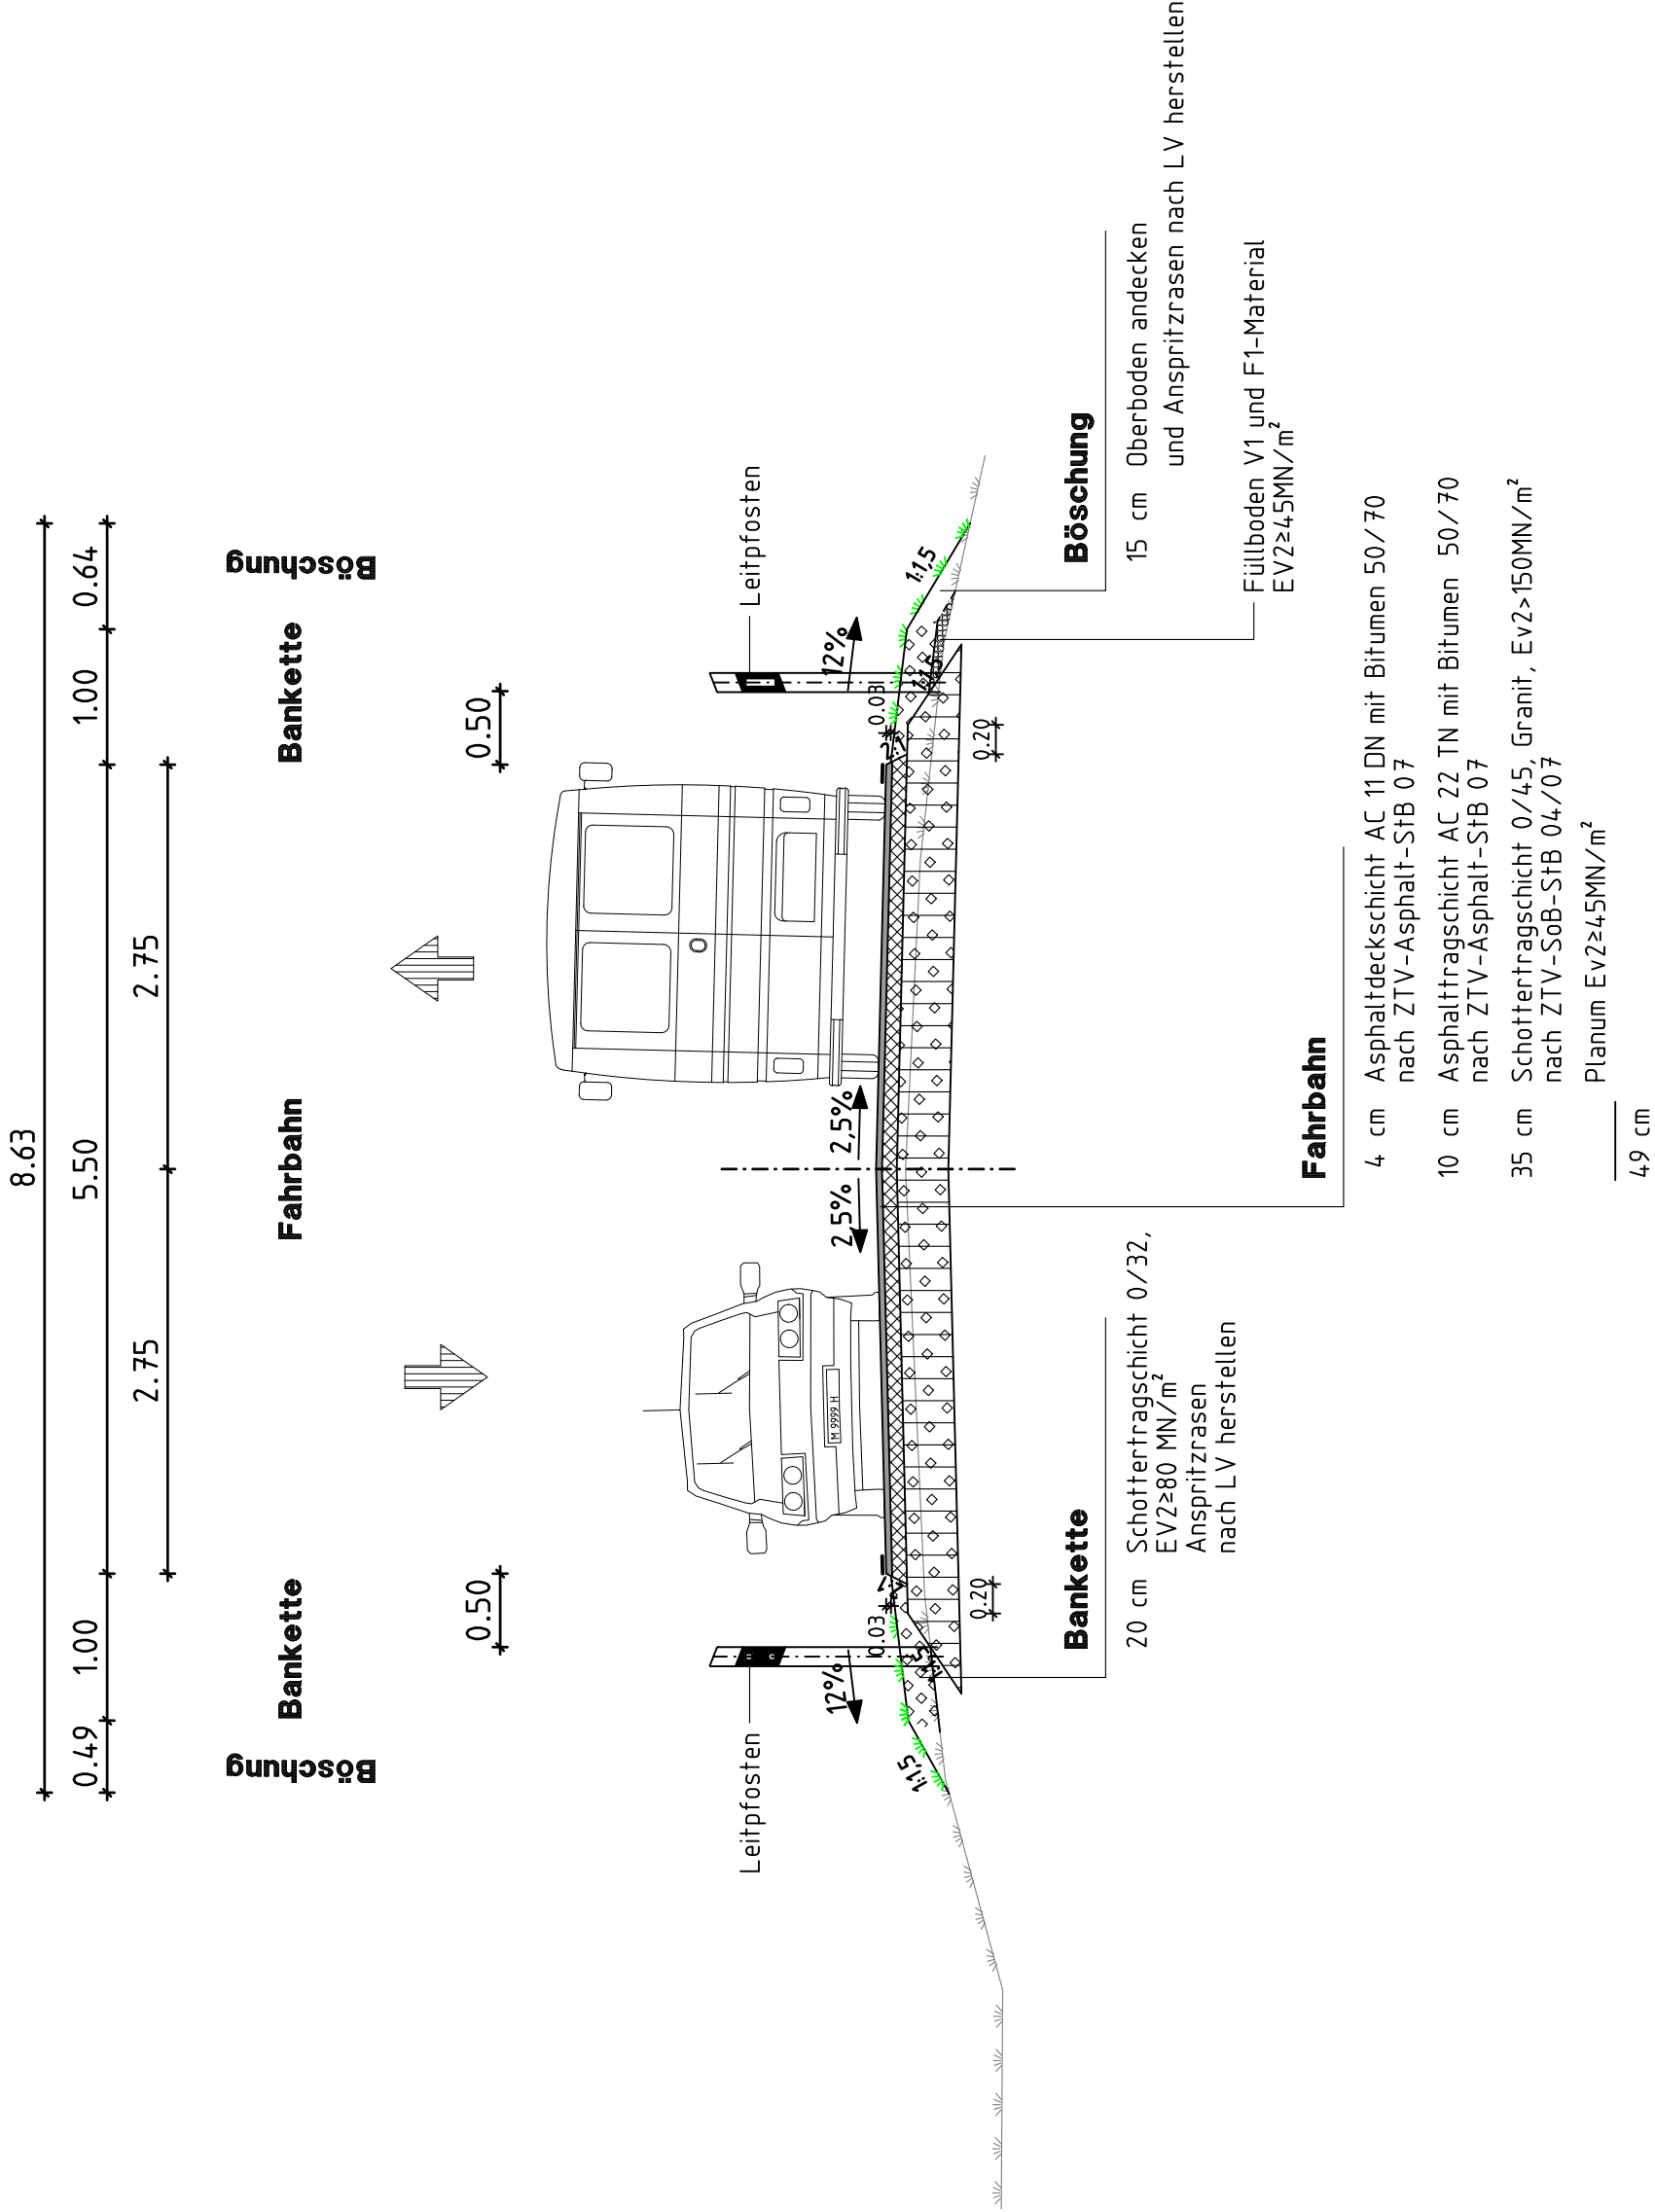 8.63
0.49
1.00
5.50
1.00
0.64
2.75
2.75
Böschung
Bankette
Fahrbahn
Bankette
Böschung
0.50
0.50
Leitpfosten
Leitpfosten
M 9999 H
12%
2,5%
2,5%
12%
0.03
0.03
1:1,5
1:1,5
1:1,5
2:1
0.20
0.20
Bankette
20 cm Schottertragschicht 0/32,
EV2≥80 MN/m²
Anspritzrasen
nach LV herstellen
Böschung
15 cm Oberboden andecken
und Anspritzrasen nach LV herstellen
Füllboden V1 und F1-Material
EV2≥45MN/m²
Fahrbahn
4 cm Asphaltdeckschicht AC 11 DN mit Bitumen 50/70
nach ZTV-Asphalt-StB 07
10 cm Asphalttragschicht AC 22 TN mit Bitumen 50/70
nach ZTV-Asphalt-StB 07
35 cm Schottertragschicht 0/45, Granit, Ev2>150MN/m²
nach ZTV-SoB-StB 04/07
Planum Ev2≥45MN/m²
49 cm